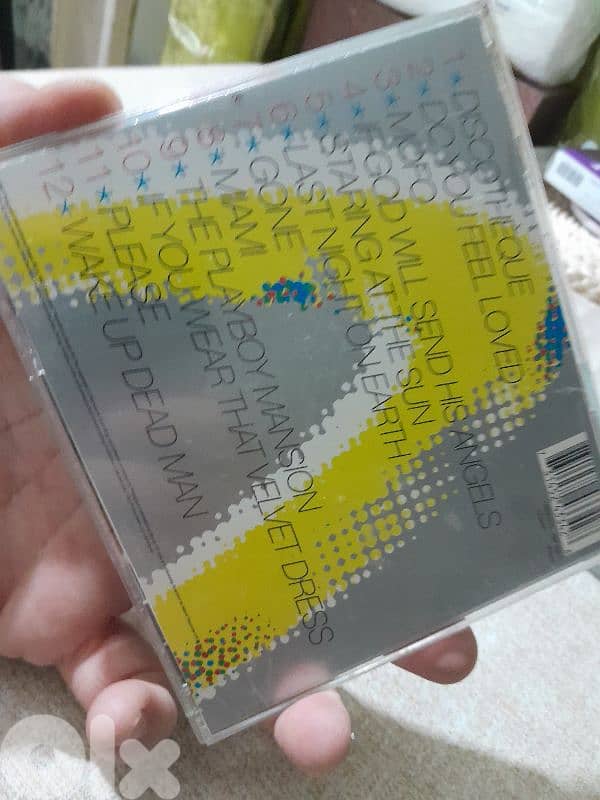 1 * DISCOTHEQUE
2 * DO YOU FEEL LOVED
3 * MOFO
4 * IF GOD WILL SEND HIS ANGELS
5 * STARING AT THE SUN
6 * LAST NIGHT ON EARTH
7 * GONE
8 * MIAMI
9 * THE PLAYBOY MANSION
10 * IF YOU WEAR THAT VELVET DRESS
11 * PLEASE
12 * WAKE UP DEAD MAN
olx